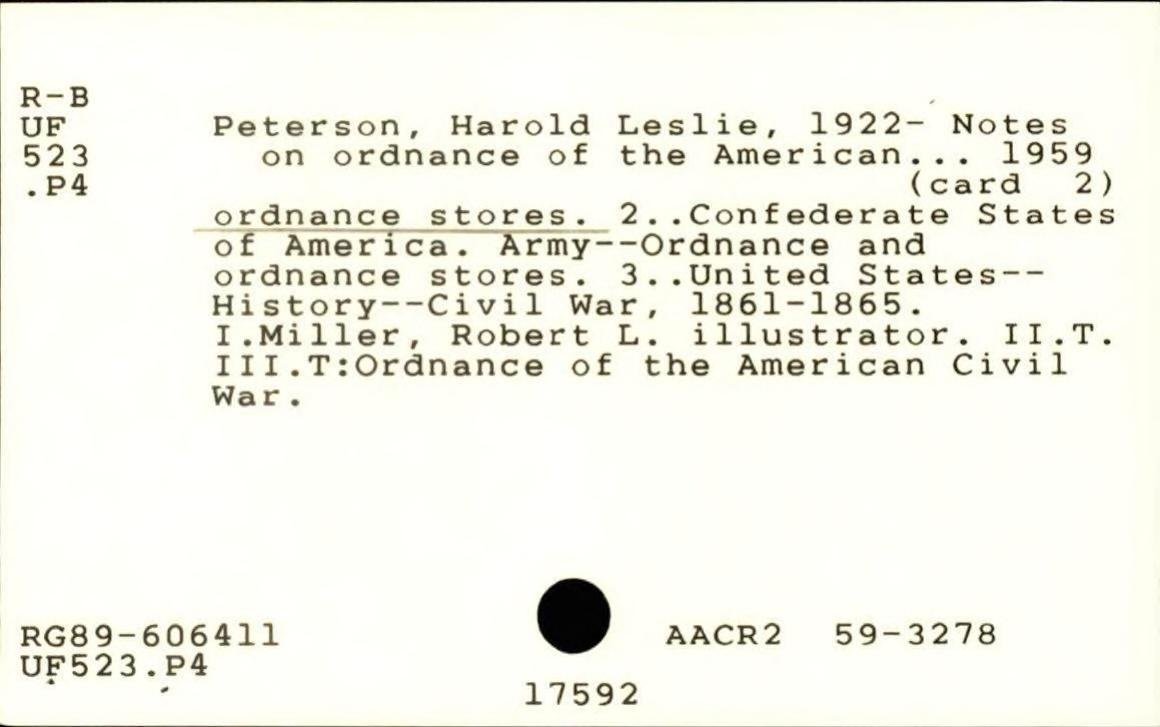 R-B
UF Peterson, Harold Leslie, 1922- Notes
523 on ordnance of the American... 1959
.P4 (card 2)
ordnance stores. 2..Confederate States
of America. Army--Ordnance and
ordnance stores. 3..United States--
History--Civil War, 1861-1865.
I.Miller, Robert L. illustrator. II.T.
III.T:Ordnance of the American Civil
War.
RG89-606411 AACR2 59-3278
UF523.P4
17592